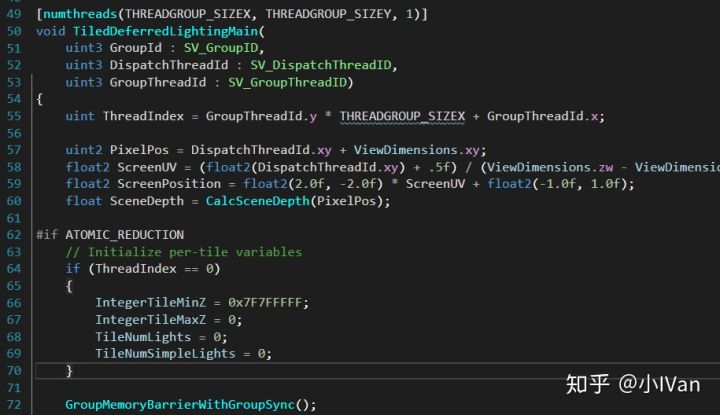 49 [numthreads(THREADGROUP_SIZEX, THREADGROUP_SIZEY, 1)]
50 void TiledDeferredLightingMain(
51 uint3 GroupId : SV_GroupID,
52 uint3 DispatchThreadId : SV_DispatchThreadID,
53 uint3 GroupThreadId : SV_GroupThreadID)
54 {
55 uint ThreadIndex = GroupThreadId.y * THREADGROUP_SIZEX + GroupThreadId.x;
56
57 uint2 PixelPos = DispatchThreadId.xy + ViewDimensions.xy;
58 float2 ScreenUV = (float2(DispatchThreadId.xy) + .5f) / (ViewDimensions.zw - ViewDimensio
59 float2 ScreenPosition = float2(2.0f, -2.0f) * ScreenUV + float2(-1.0f, 1.0f);
60 float SceneDepth = CalcSceneDepth(PixelPos);
61
62 #if ATOMIC_REDUCTION
63 // Initialize per-tile variables
64 if (ThreadIndex == 0)
65 {
66 IntegerTileMinZ = 0x7F7FFFFF;
67 IntegerTileMaxZ = 0;
68 TileNumLights = 0;
69 TileNumSimpleLights = 0;
70 }
71
72 GroupMemoryBarrierWithGroupSync();
知乎 @小IVan